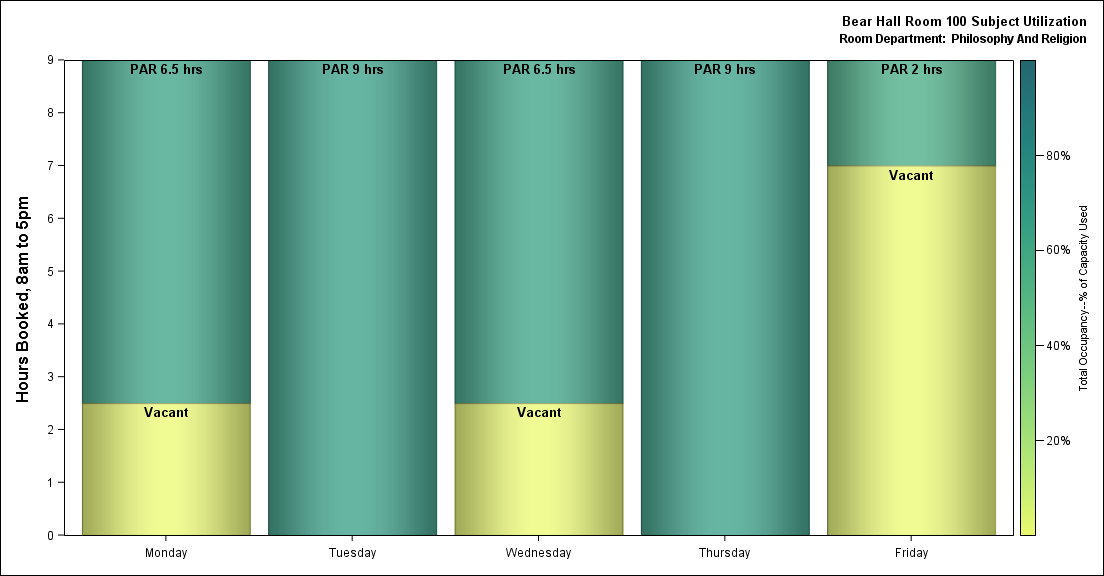 Bear Hall Room 100 Subject Utilization
Room Department: Philosophy And Religion
9
8
7
6
5
4
3
2
1
0
Hours Booked, 8am to 5pm
PAR 6.5 hrs
PAR 9 hrs
PAR 6.5 hrs
PAR 9 hrs
PAR 2 hrs
Vacant
Vacant
Vacant
Monday
Tuesday
Wednesday
Thursday
Friday
80%
60%
40%
20%
Total Occupancy--% of Capacity Used